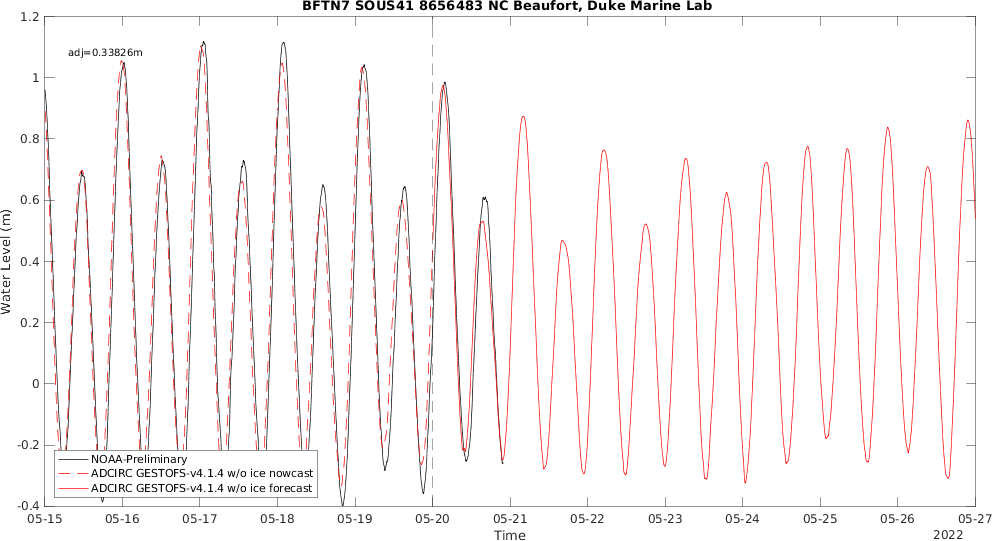 BFTN7 SOUS41 8656483 NC Beaufort, Duke Marine Lab
1.2
adj=0.33826m
1
0.8
0.6
0.4
0.2
0
-0.2
-0.4
Water Level (m)
NOAA-Preliminary
ADCIRC GESTOFS-v4.1.4 w/o ice nowcast
ADCIRC GESTOFS-v4.1.4 w/o ice forecast
05-15 05-16 05-17 05-18 05-19 05-20 05-21 05-22 05-23 05-24 05-25 05-26 05-27
Time
2022